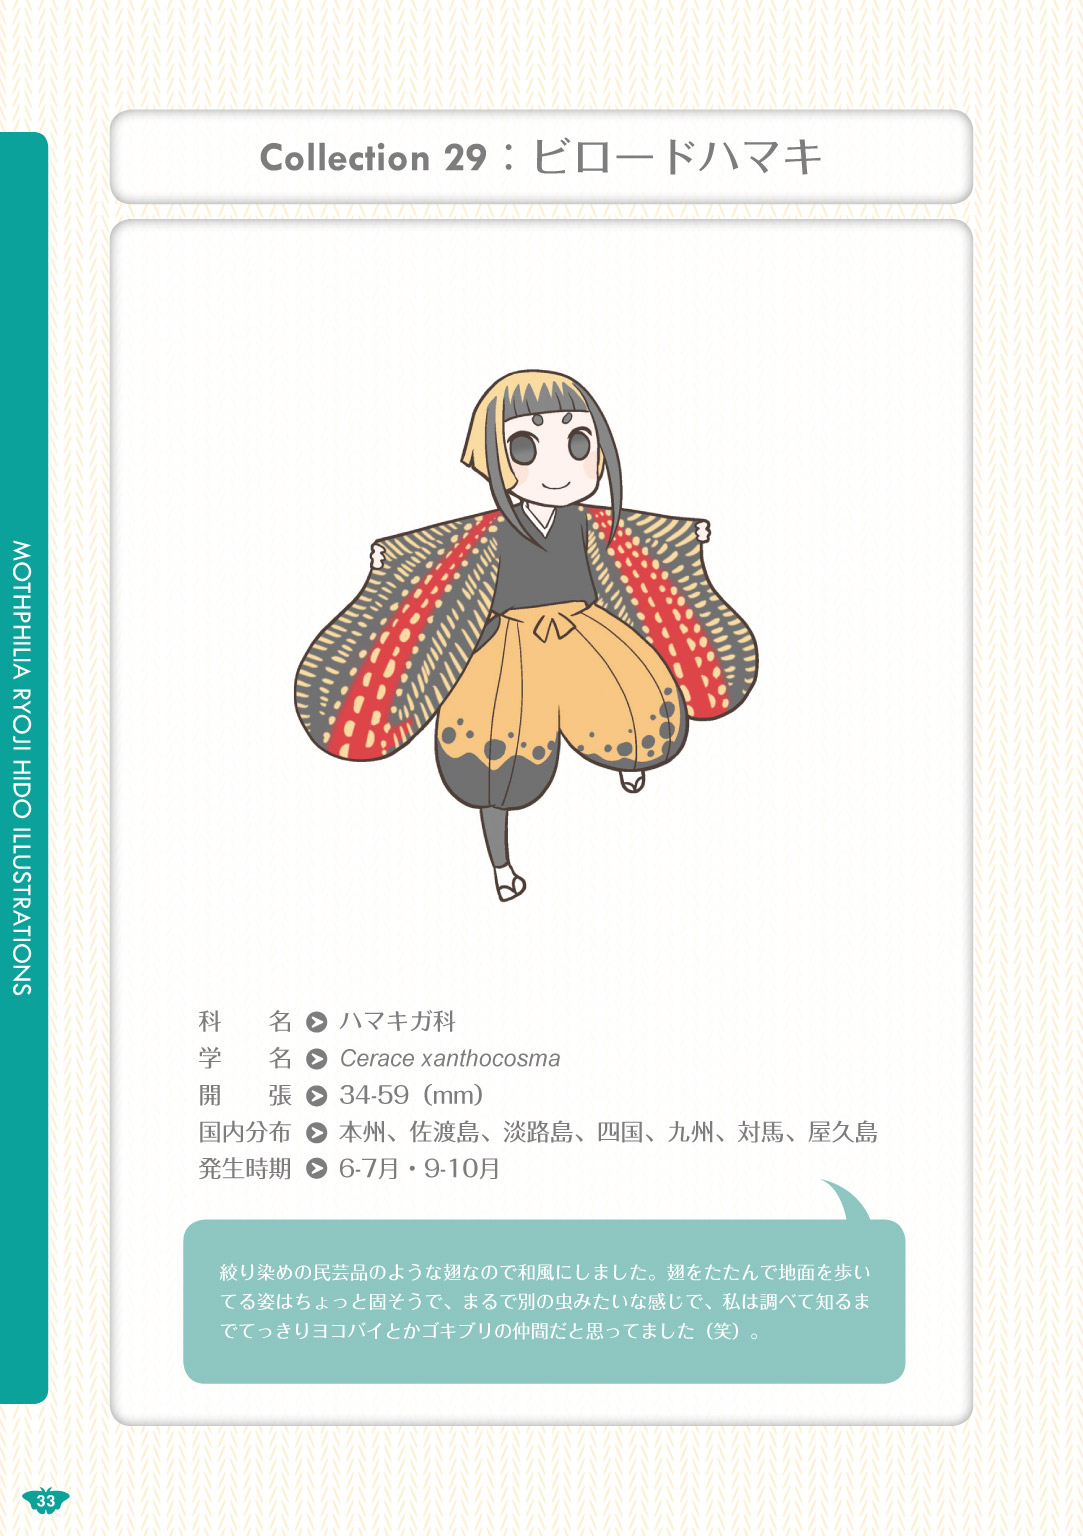 Collection 29：ビロードハマキ
MOTHPHILIA RYOJI HIDO ILLUSTRATIONS
科　　名 ハマキガ科
学　　名 Cerace xanthocosma
開　　張 34-59（mm）
国内分布 本州、佐渡島、淡路島、四国、九州、対馬、屋久島
発生時期 6-7月・9-10月
絞り染めの民芸品のような翅なので和風にしました。翅をたたんで地面を歩い
てる姿はちょっと固そうで、まるで別の虫みたいな感じで、私は調べて知るま
でてっきりヨコバイとかゴキブリの仲間だと思ってました（笑）。
33